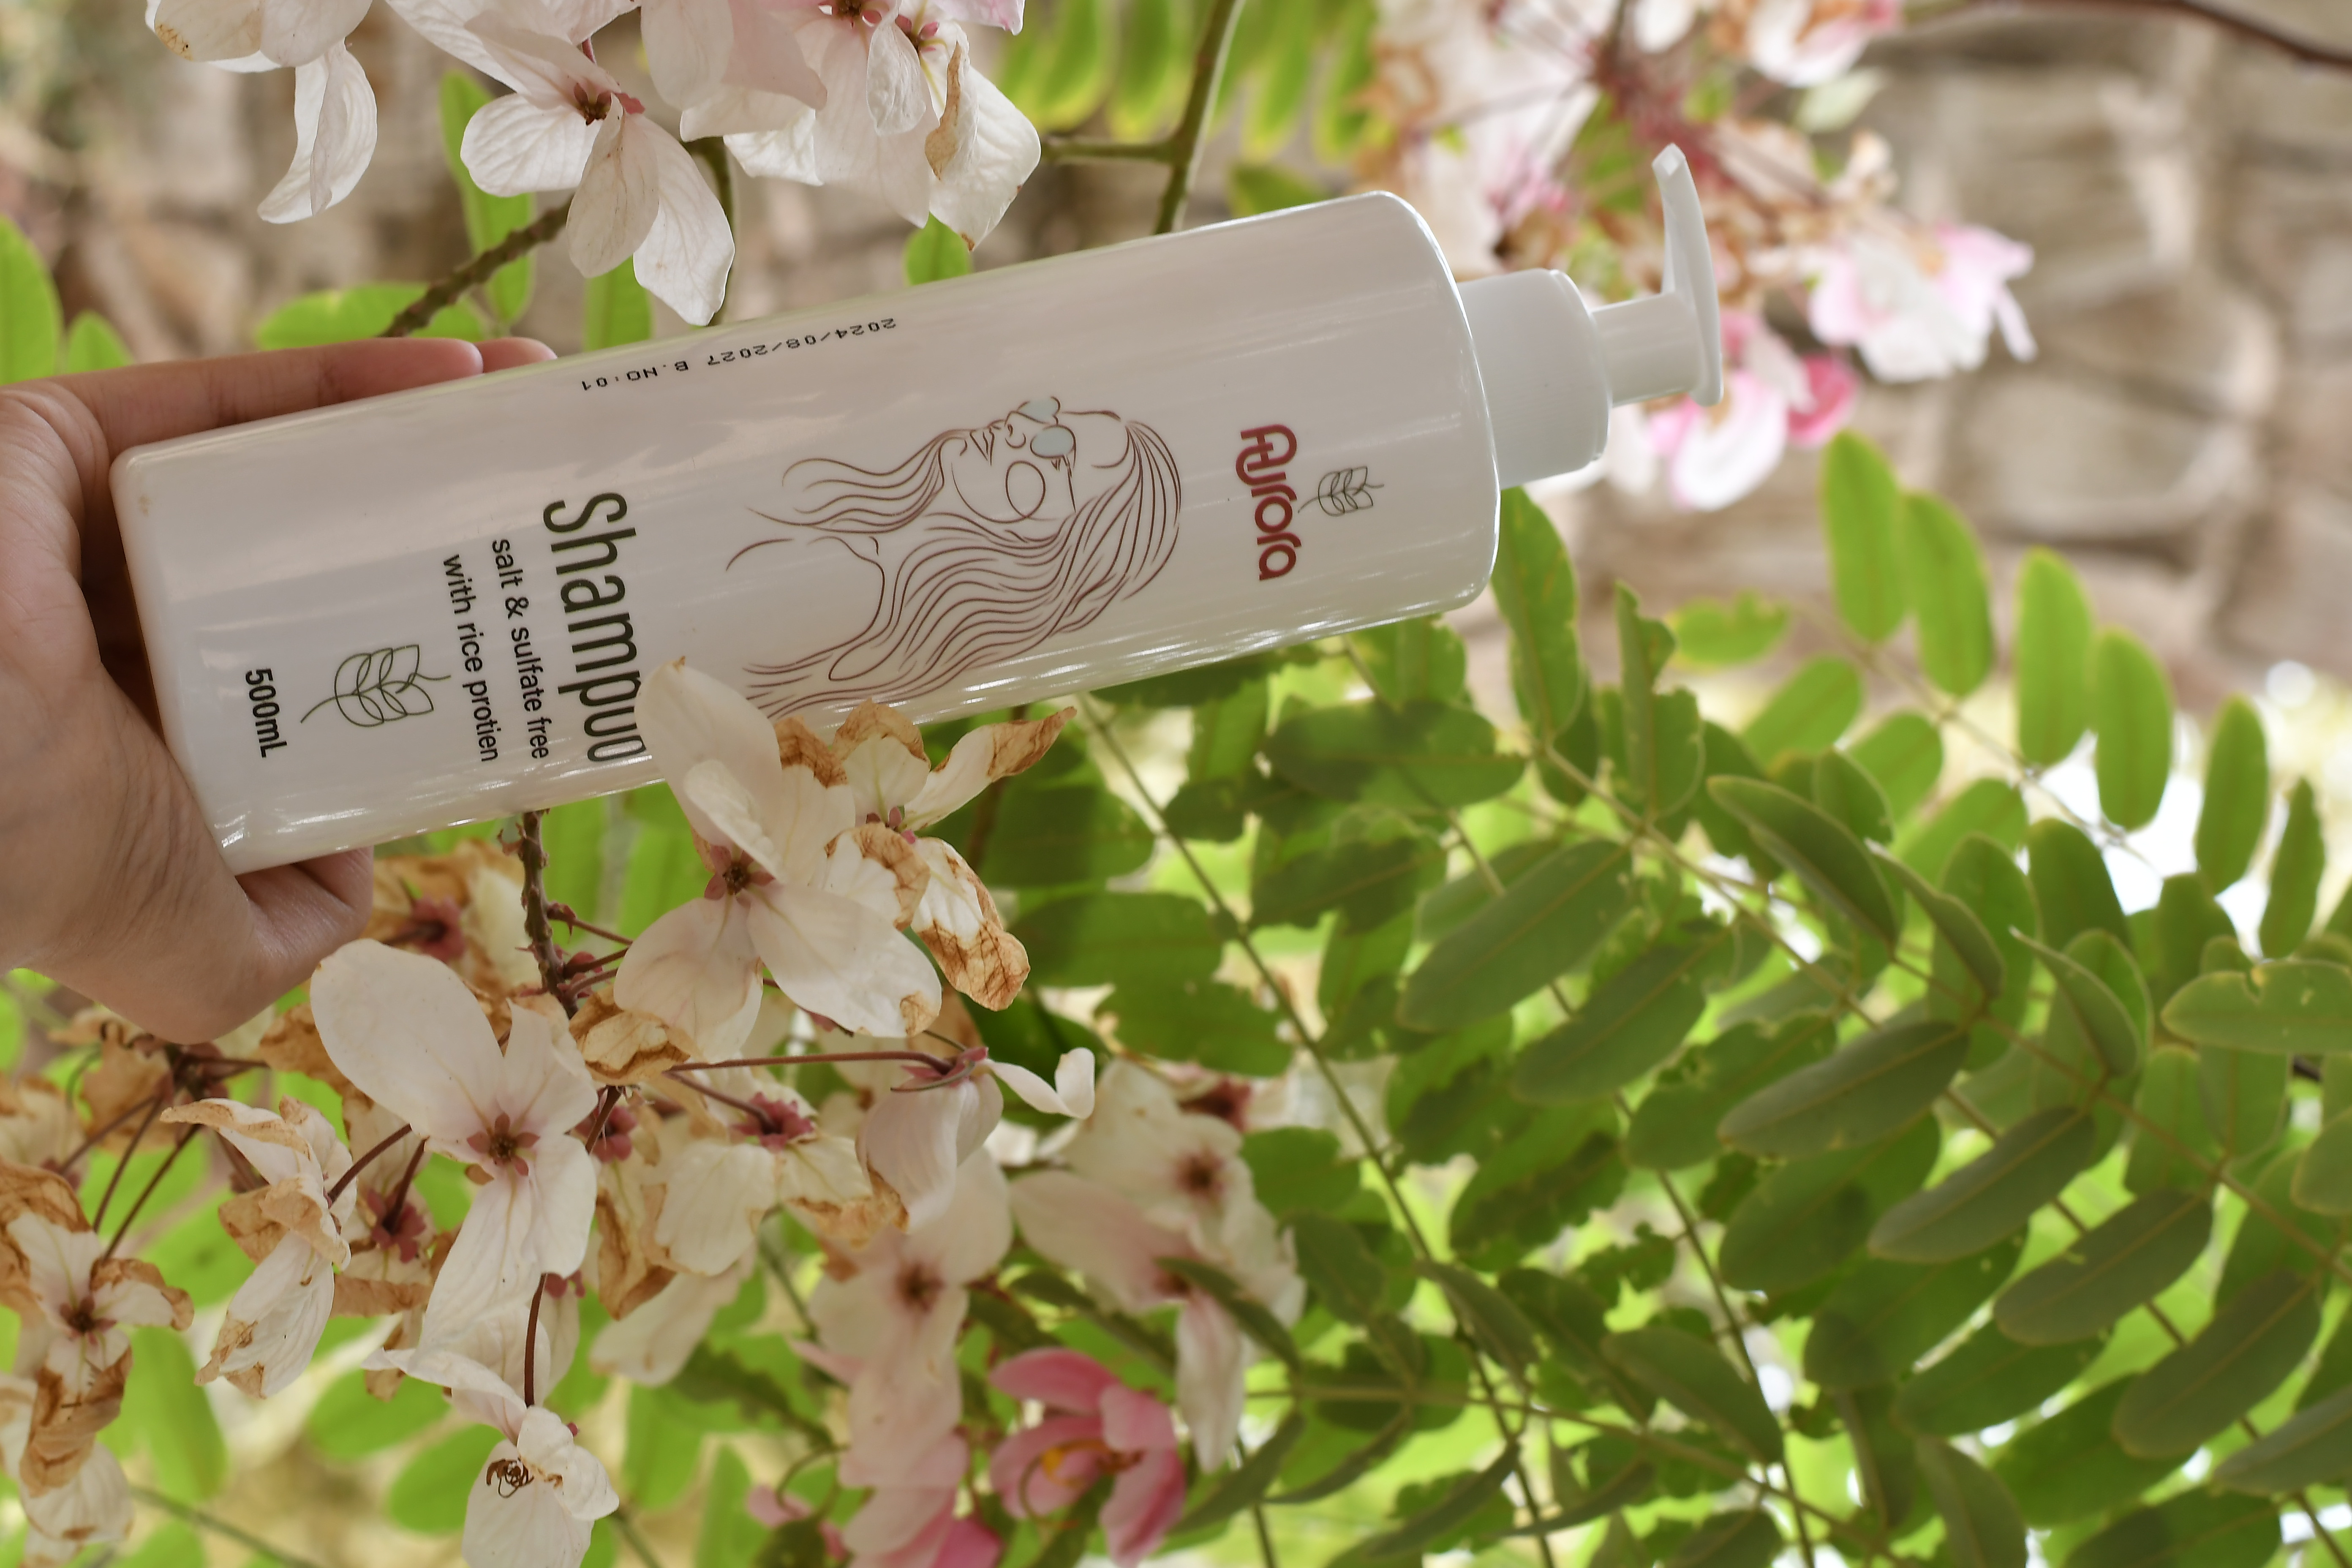 Aurora
Shampoo
salt & sulfate free
with rice protien
500mL
2024/08/2027 B.NO:01